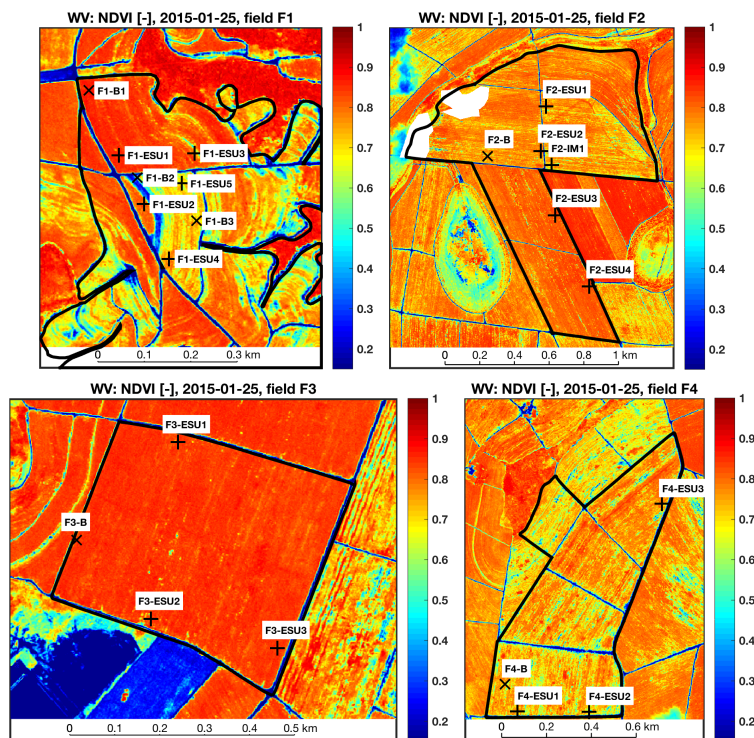 WV: NDVI [-], 2015-01-25, field F1
1
0.9
0.8
0.7
0.6
0.5
0.4
0.3
0.2
F1-B1
F1-ESU1
F1-ESU3
F1-B2
F1-ESU5
F1-ESU2
F1-B3
F1-ESU4
0
0.1
0.2
0.3 km
WV: NDVI [-], 2015-01-25, field F2
1
0.9
0.8
0.7
0.6
0.5
0.4
0.3
0.2
F2-ESU1
F2-B
F2-ESU2
F2-IM1
F2-ESU3
F2-ESU4
0
0.2
0.4
0.6
0.8
1 km
WV: NDVI [-], 2015-01-25, field F3
1
0.9
0.8
0.7
0.6
0.5
0.4
0.3
0.2
F3-ESU1
F3-B
F3-ESU2
F3-ESU3
0
0.1
0.2
0.3
0.4
0.5 km
WV: NDVI [-], 2015-01-25, field F4
1
0.9
0.8
0.7
0.6
0.5
0.4
0.3
0.2
F4-ESU3
F4-B
F4-ESU1
F4-ESU2
0
0.2
0.4
0.6 km